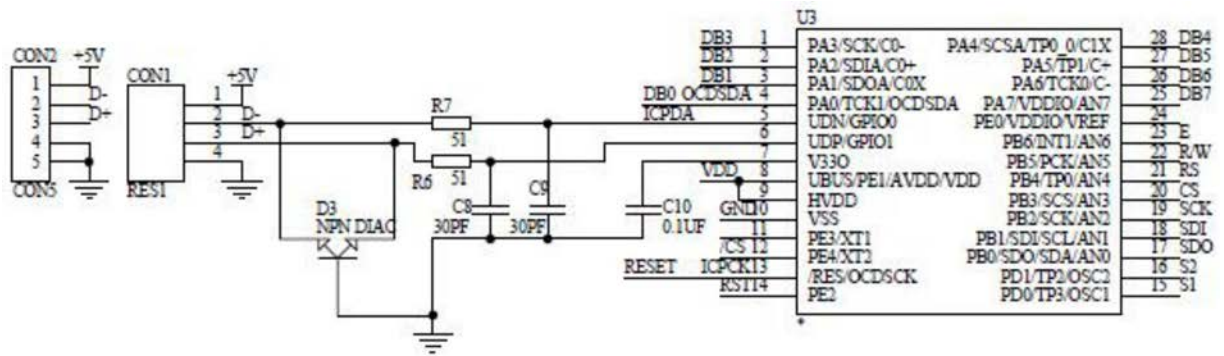 U3
CON2 +5V
1
2 D-
3 D+
4
5
CON5
CON1
+5V
1
2 D-
3 D+
4
RES1
R7
51
R6
51
D3
NPN DIAC
C8
30PF
C9
30PF
C10
0.1UF
DB3 1 PA3/SCK/C0-
DB2 2 PA2/SDIA/C0+
DB1 3 PA1/SDOA/C0X
DB0 OCDSDA 4 PA0/TCK1/OCDSDA
ICPDA 5 UDN/GPIO0
6 UDP/GPIO1
7 V33O
VDD 8 UBUS/PE1/AVDD/VDD
9 HVDD
GND 10 VSS
11 PE3/XT1
/CS 12 PE4/XT2
RESET ICPCK 13 /RES/OCDSCK
RST 14 PE2
PA4/SCSA/TP0_0/C1X 28 DB4
PA5/TP1/C+ 27 DB5
PA6/TCK0/C- 26 DB6
PA7/VDDIO/AN7 25 DB7
PE0/VDDIO/VREF 24
PB6/INT1/AN6 23 E
PB5/PCK/AN5 22 R/W
PB4/TP0/AN4 21 RS
PB3/SCS/AN3 20 CS
PB2/SCK/AN2 19 SCK
PB1/SDI/SCL/AN1 18 SDI
PB0/SDO/SDA/AN0 17 SDO
PD1/TP2/OSC2 16 S2
PD0/TP3/OSC1 15 S1